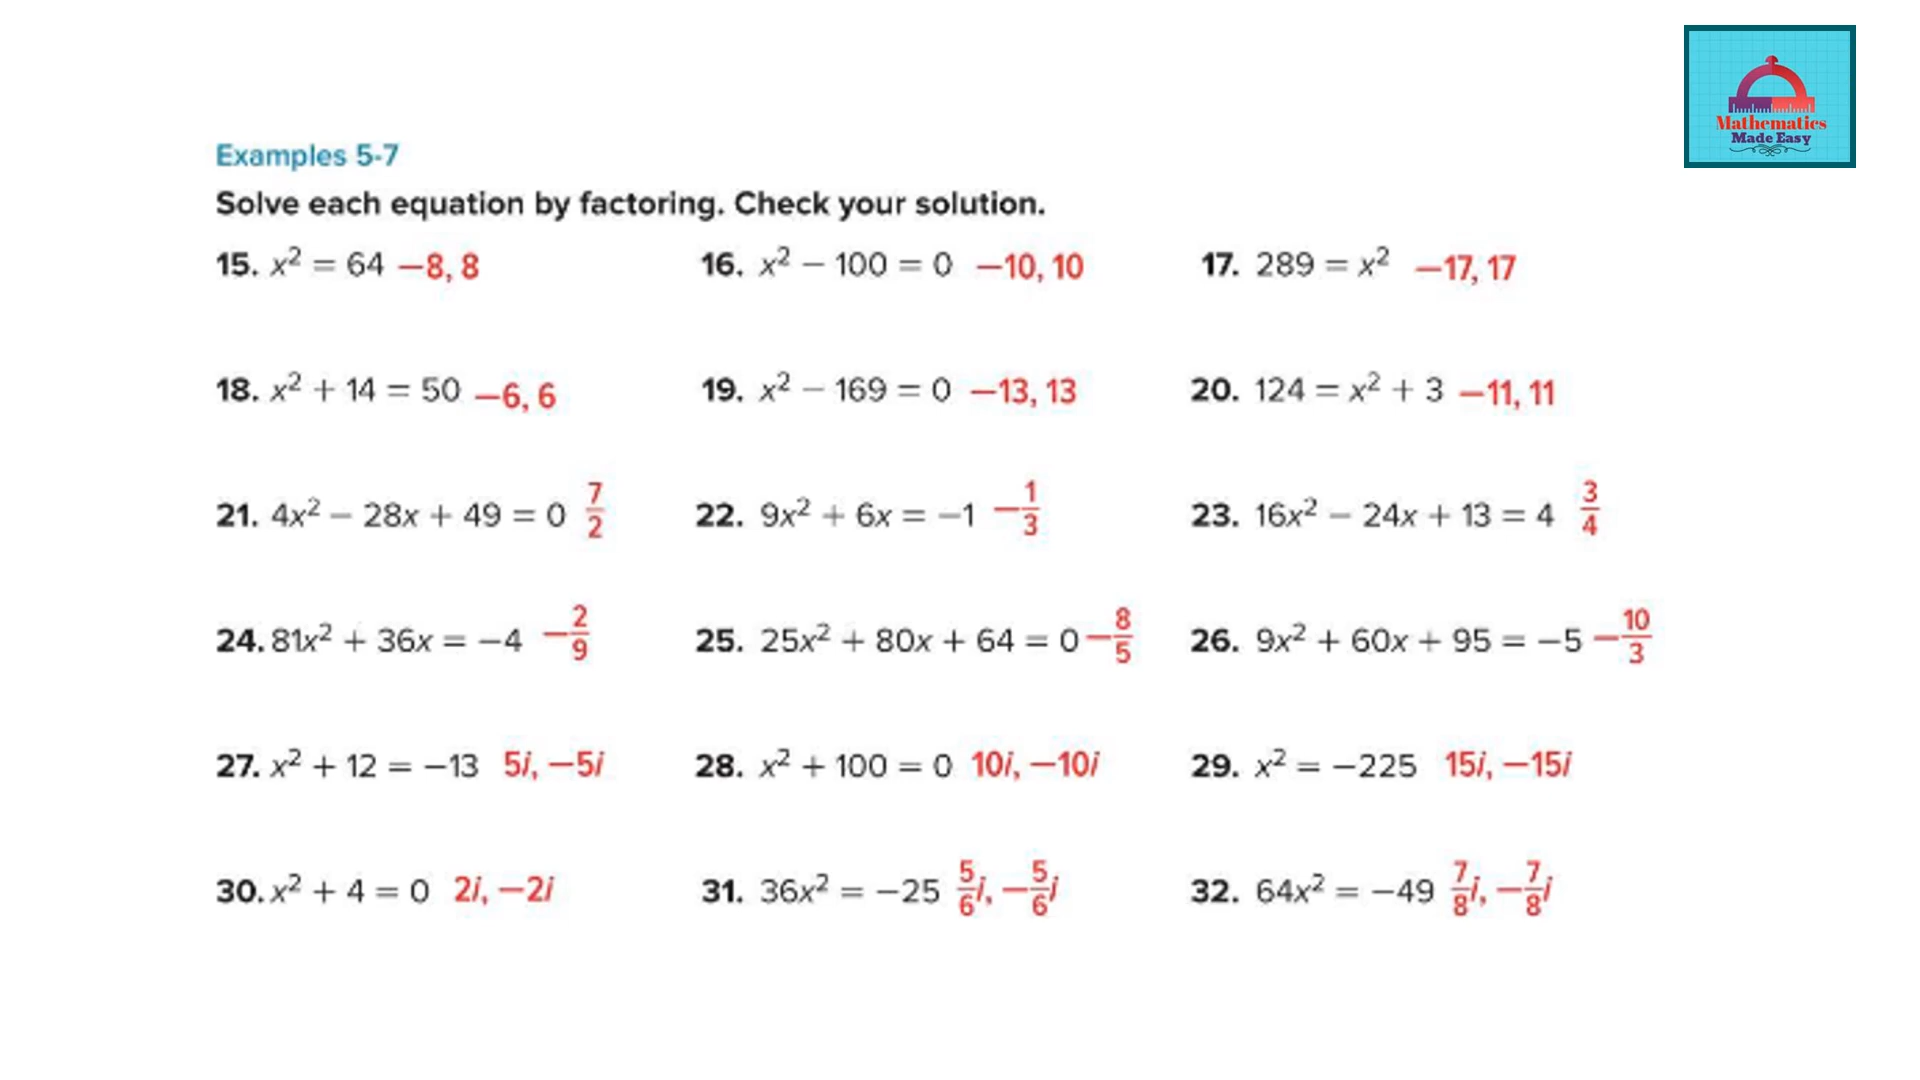 Mathematics
Made Easy
Examples 5-7
Solve each equation by factoring. Check your solution.
15. x² = 64 −8, 8
16. x² − 100 = 0 −10, 10
17. 289 = x² −17, 17
18. x² + 14 = 50 −6, 6
19. x² − 169 = 0 −13, 13
20. 124 = x² + 3 −11, 11
21. 4x² − 28x + 49 = 0 7/2
22. 9x² + 6x = −1 −1/3
23. 16x² − 24x + 13 = 4 3/4
24. 81x² + 36x = −4 −2/9
25. 25x² + 80x + 64 = 0 −8/5
26. 9x² + 60x + 95 = −5 −10/3
27. x² + 12 = −13 5i, −5i
28. x² + 100 = 0 10i, −10i
29. x² = −225 15i, −15i
30. x² + 4 = 0 2i, −2i
31. 36x² = −25 5/6i, −5/6i
32. 64x² = −49 7/8i, −7/8i